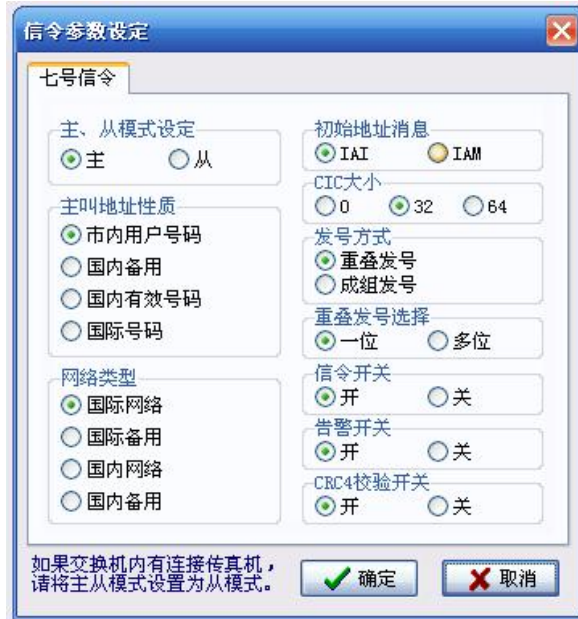 信令参数设定
七号信令
主、从模式设定
主 从
主叫地址性质
市内用户号码
国内备用
国内有效号码
国际号码
网络类型
国际网络
国际备用
国内网络
国内备用
初始地址消息
IAI IAM
CIC大小
0 32 64
发号方式
重叠发号
成组发号
重叠发号选择
一位 多位
信令开关
开 关
告警开关
开 关
CRC4校验开关
开 关
如果交换机内有连接传真机,
请将主从模式设置为从模式。
确定 取消